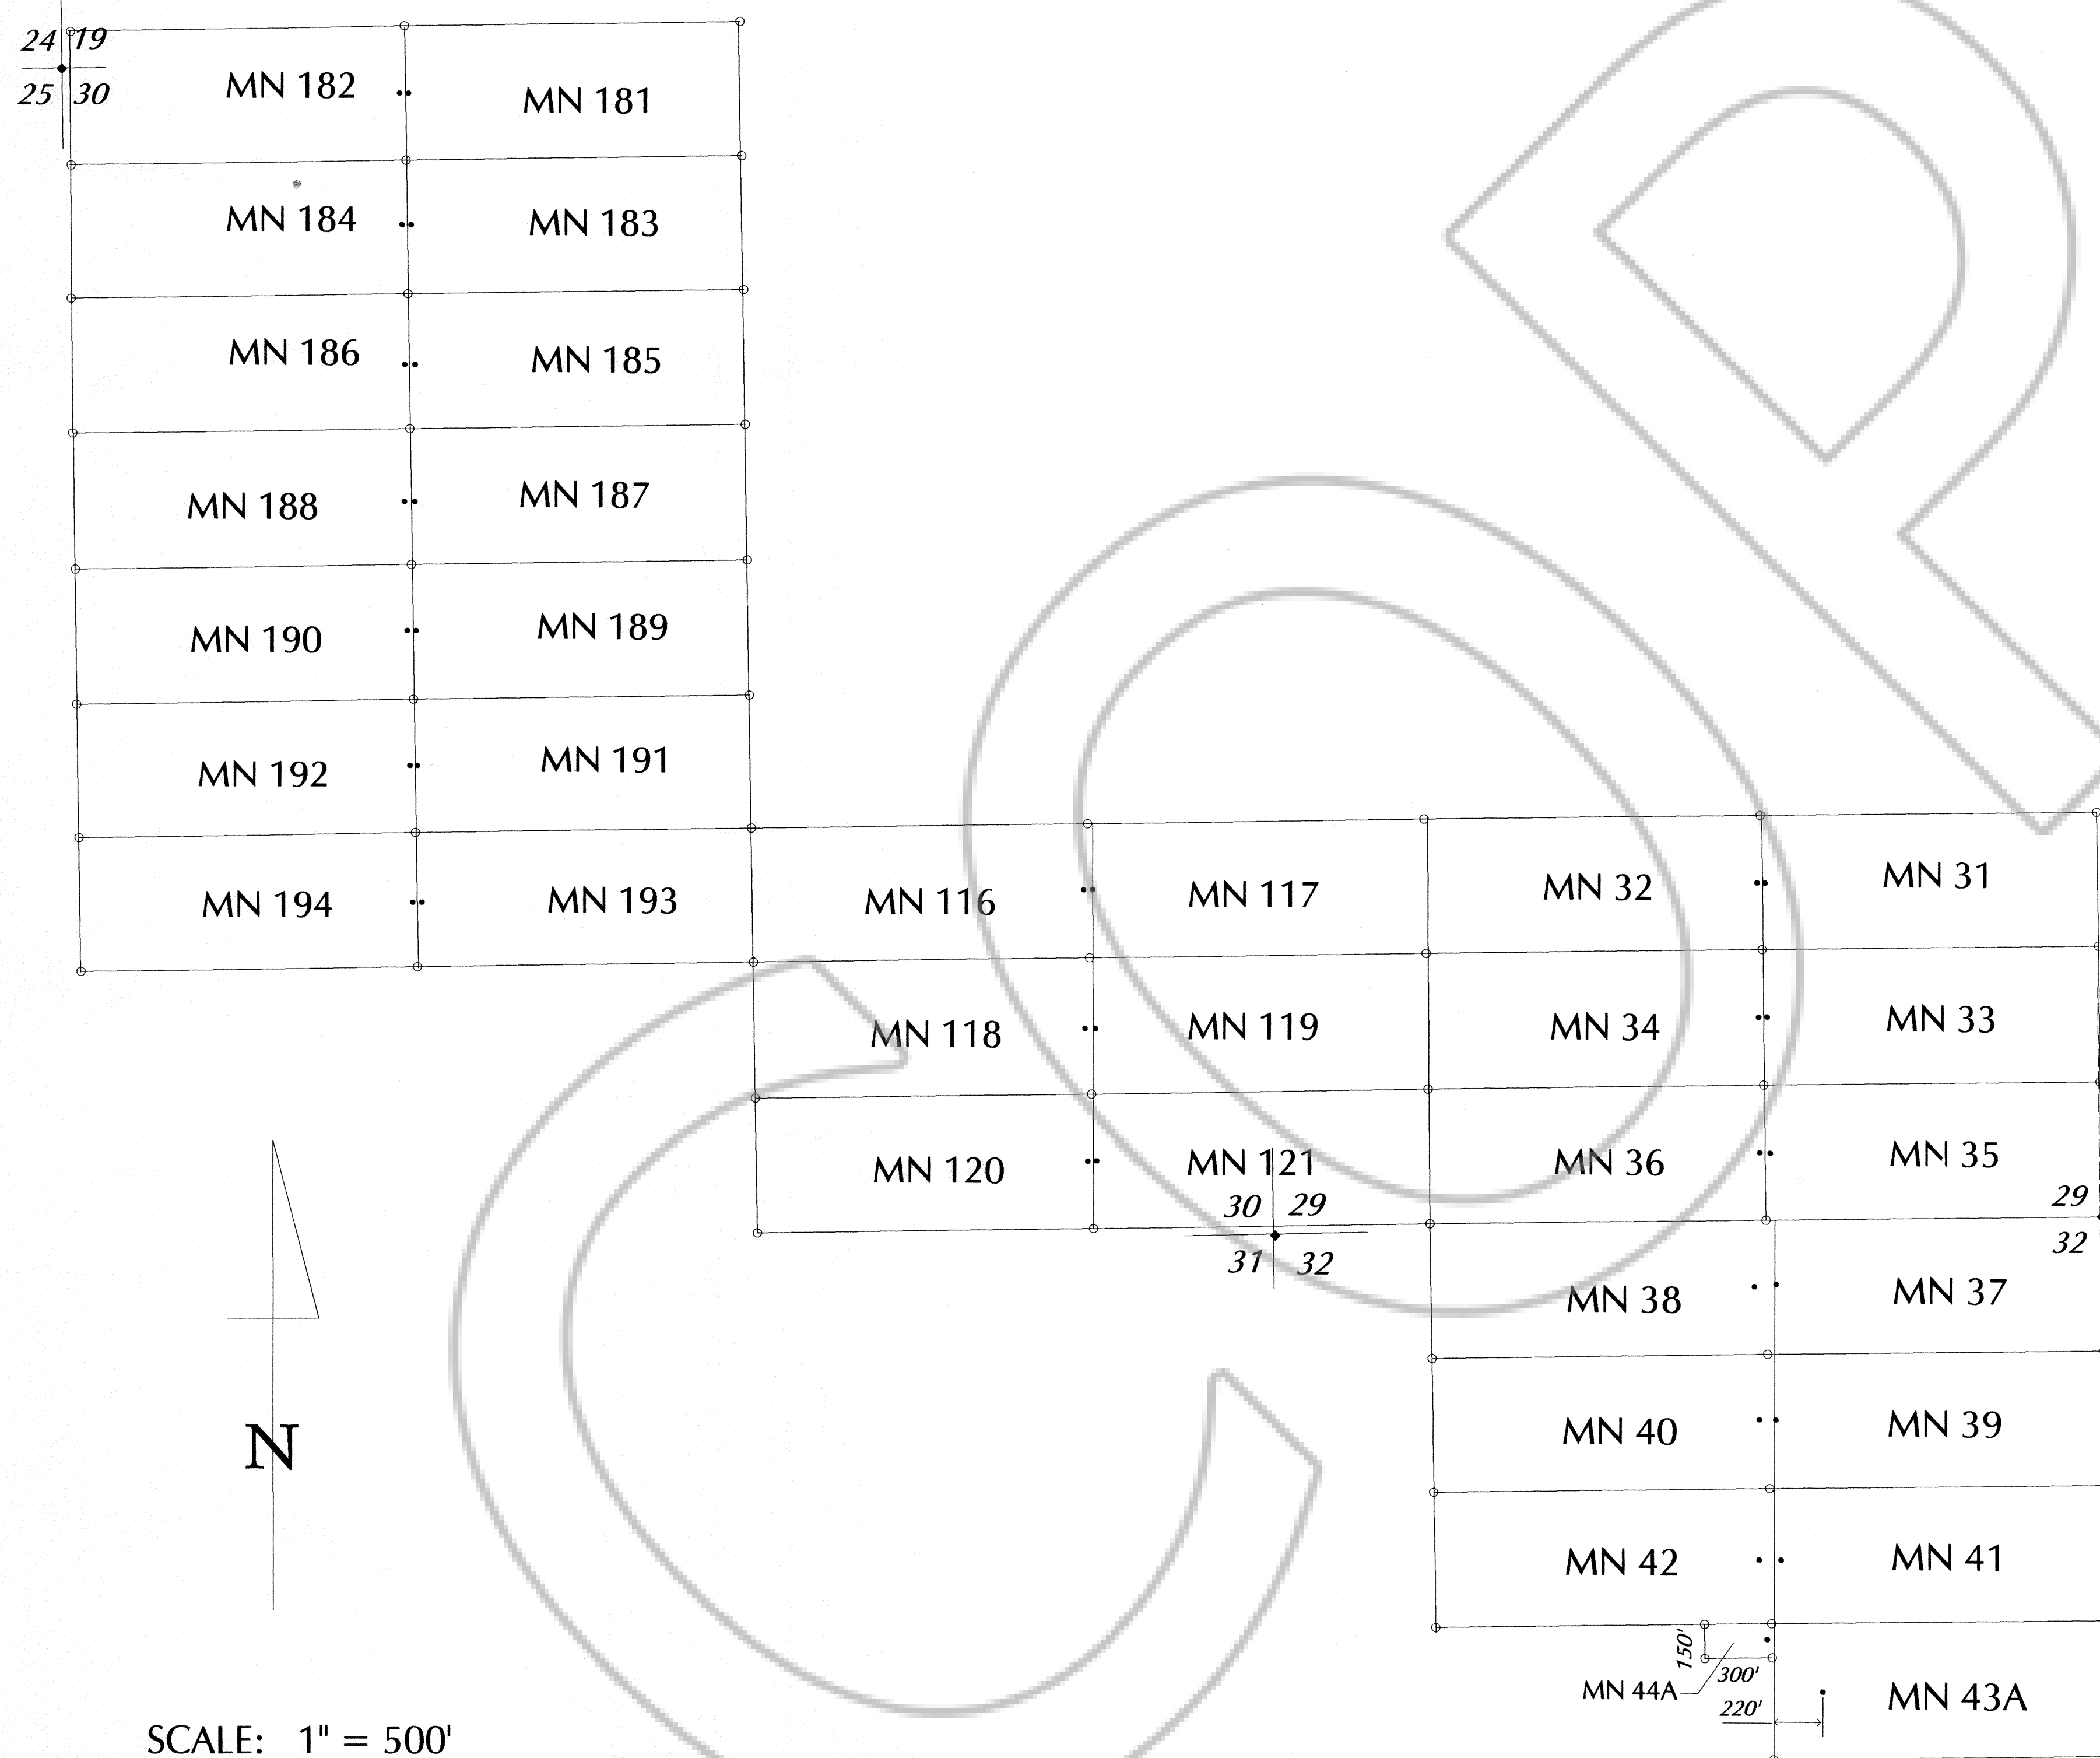 24 19
25 30
MN 182
MN 181
MN 184
MN 183
MN 186
MN 185
MN 188
MN 187
MN 190
MN 189
MN 192
MN 191
MN 194
MN 193
MN 116
MN 117
MN 32
MN 31
MN 118
MN 119
MN 34
MN 33
MN 120
MN 121
MN 36
MN 35
30 29
31 32
29
32
MN 38
MN 37
MN 40
MN 39
MN 42
MN 41
150'
300'
MN 44A
220'
MN 43A
N
SCALE: 1" = 500'
COP